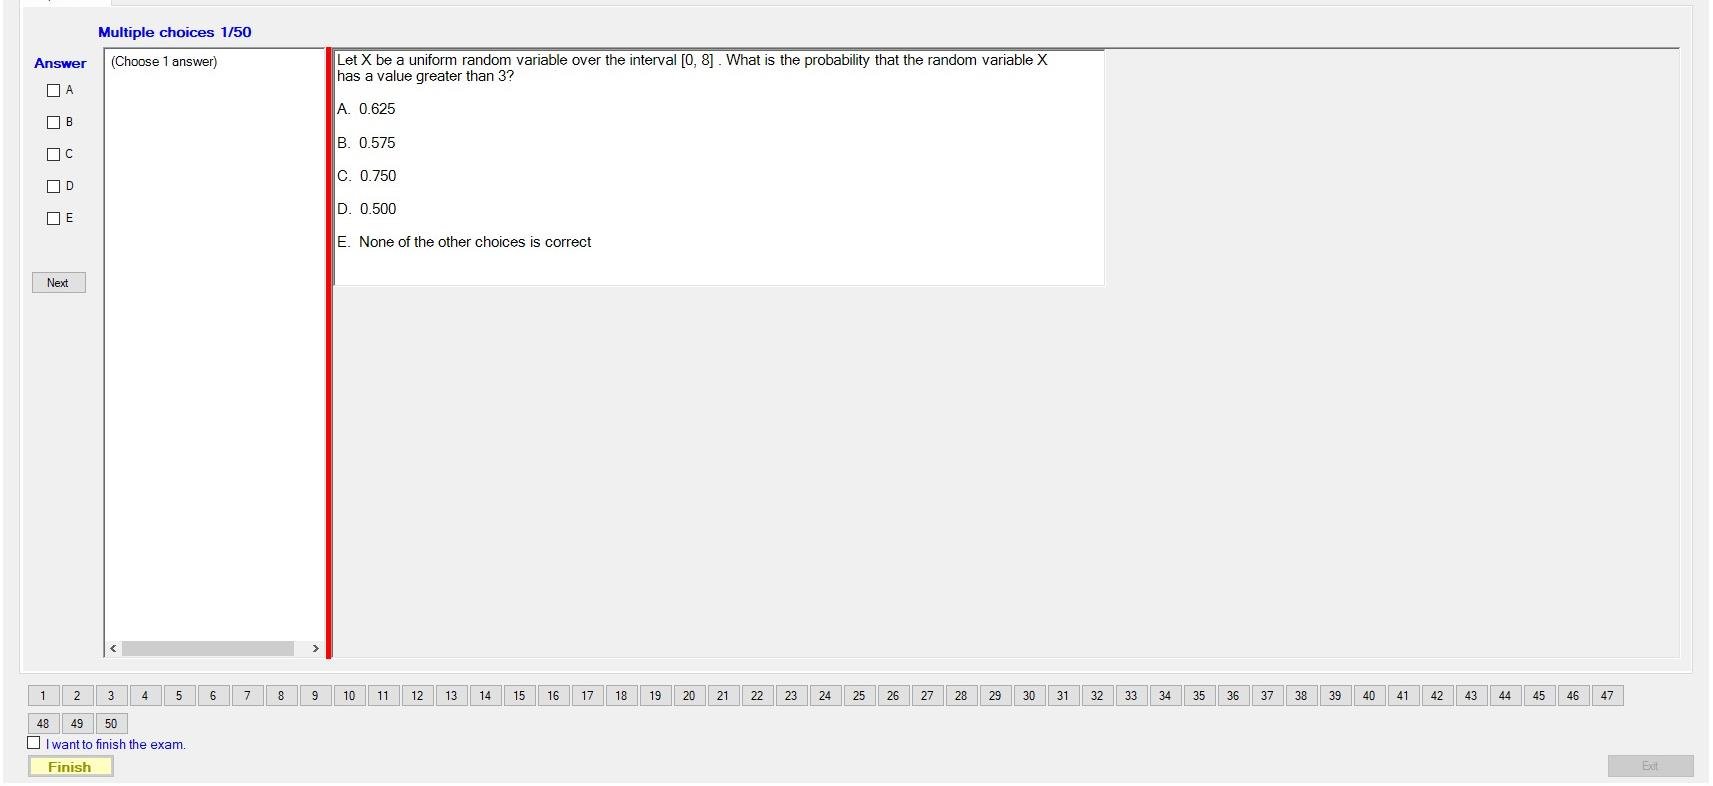 Multiple choices 1/50
Answer
(Choose 1 answer)
A
B
C
D
E
Next
Let X be a uniform random variable over the interval [0, 8] . What is the probability that the random variable X
has a value greater than 3?
A. 0.625
B. 0.575
C. 0.750
D. 0.500
E. None of the other choices is correct
1 2 3 4 5 6 7 8 9 10 11 12 13 14 15 16 17 18 19 20 21 22 23 24 25 26 27 28 29 30 31 32 33 34 35 36 37 38 39 40 41 42 43 44 45 46 47
48 49 50
I want to finish the exam.
Finish
Exit